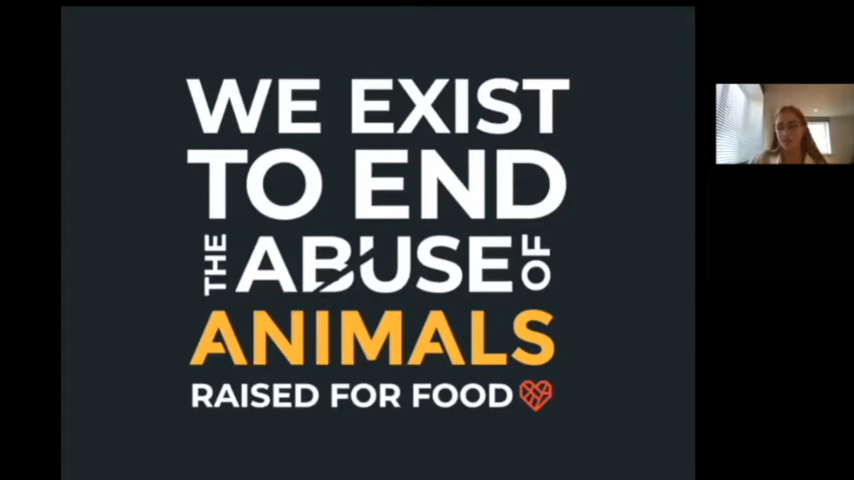 WE EXIST
TO END
THE ABUSE OF
ANIMALS
RAISED FOR FOOD